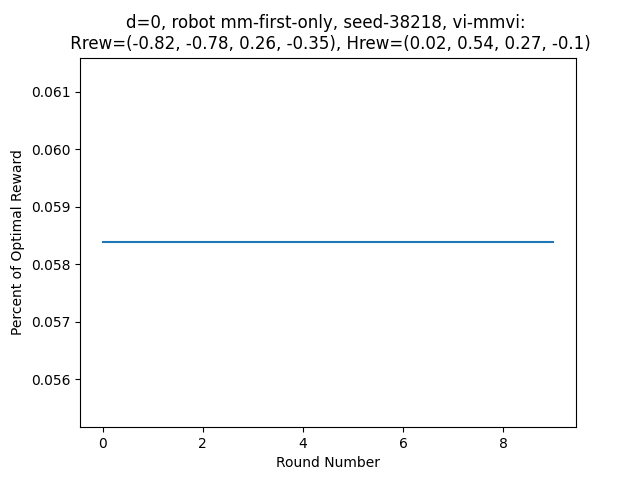 d=0, robot mm-first-only, seed-38218, vi-mmvi:
Rrew=(-0.82, -0.78, 0.26, -0.35), Hrew=(0.02, 0.54, 0.27, -0.1)
0.061
0.060
0.059
0.058
0.057
0.056
Percent of Optimal Reward
0 2 4 6 8
Round Number